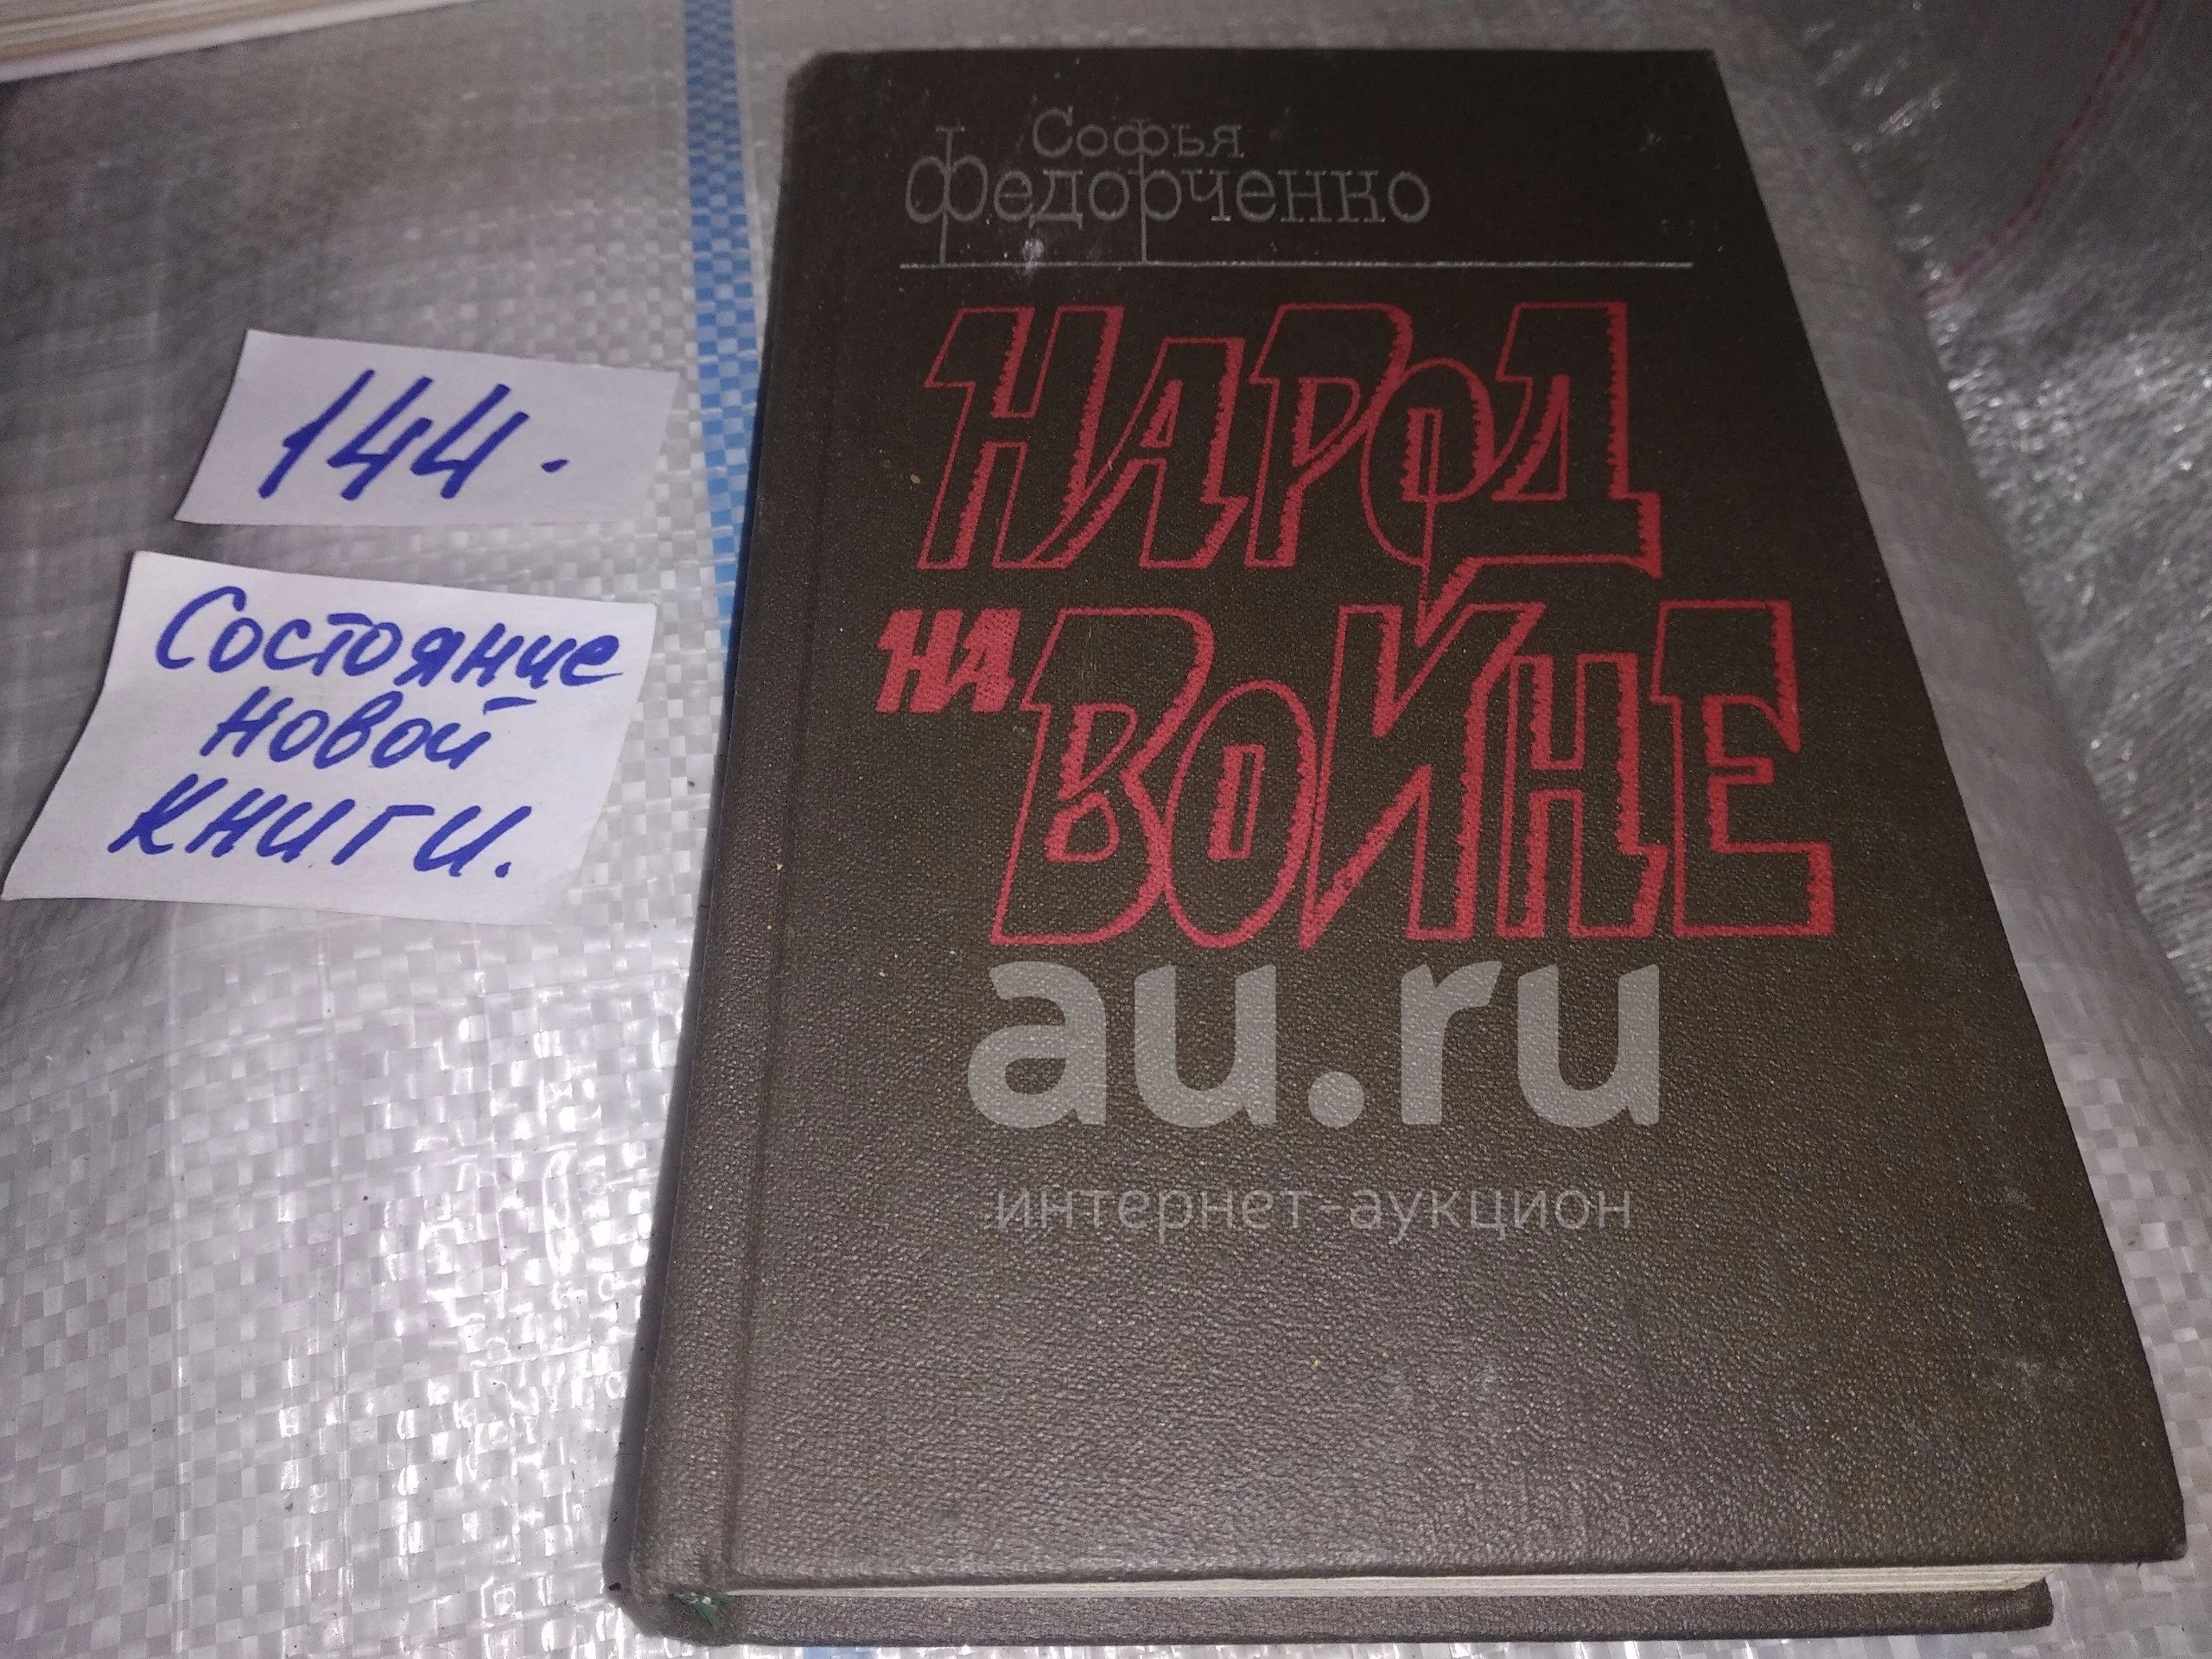 Софья
Федорченко
НАРОД
НА ВОЙНЕ
144.
Состояние
новой
книги.
au.ru
интернет-аукцион